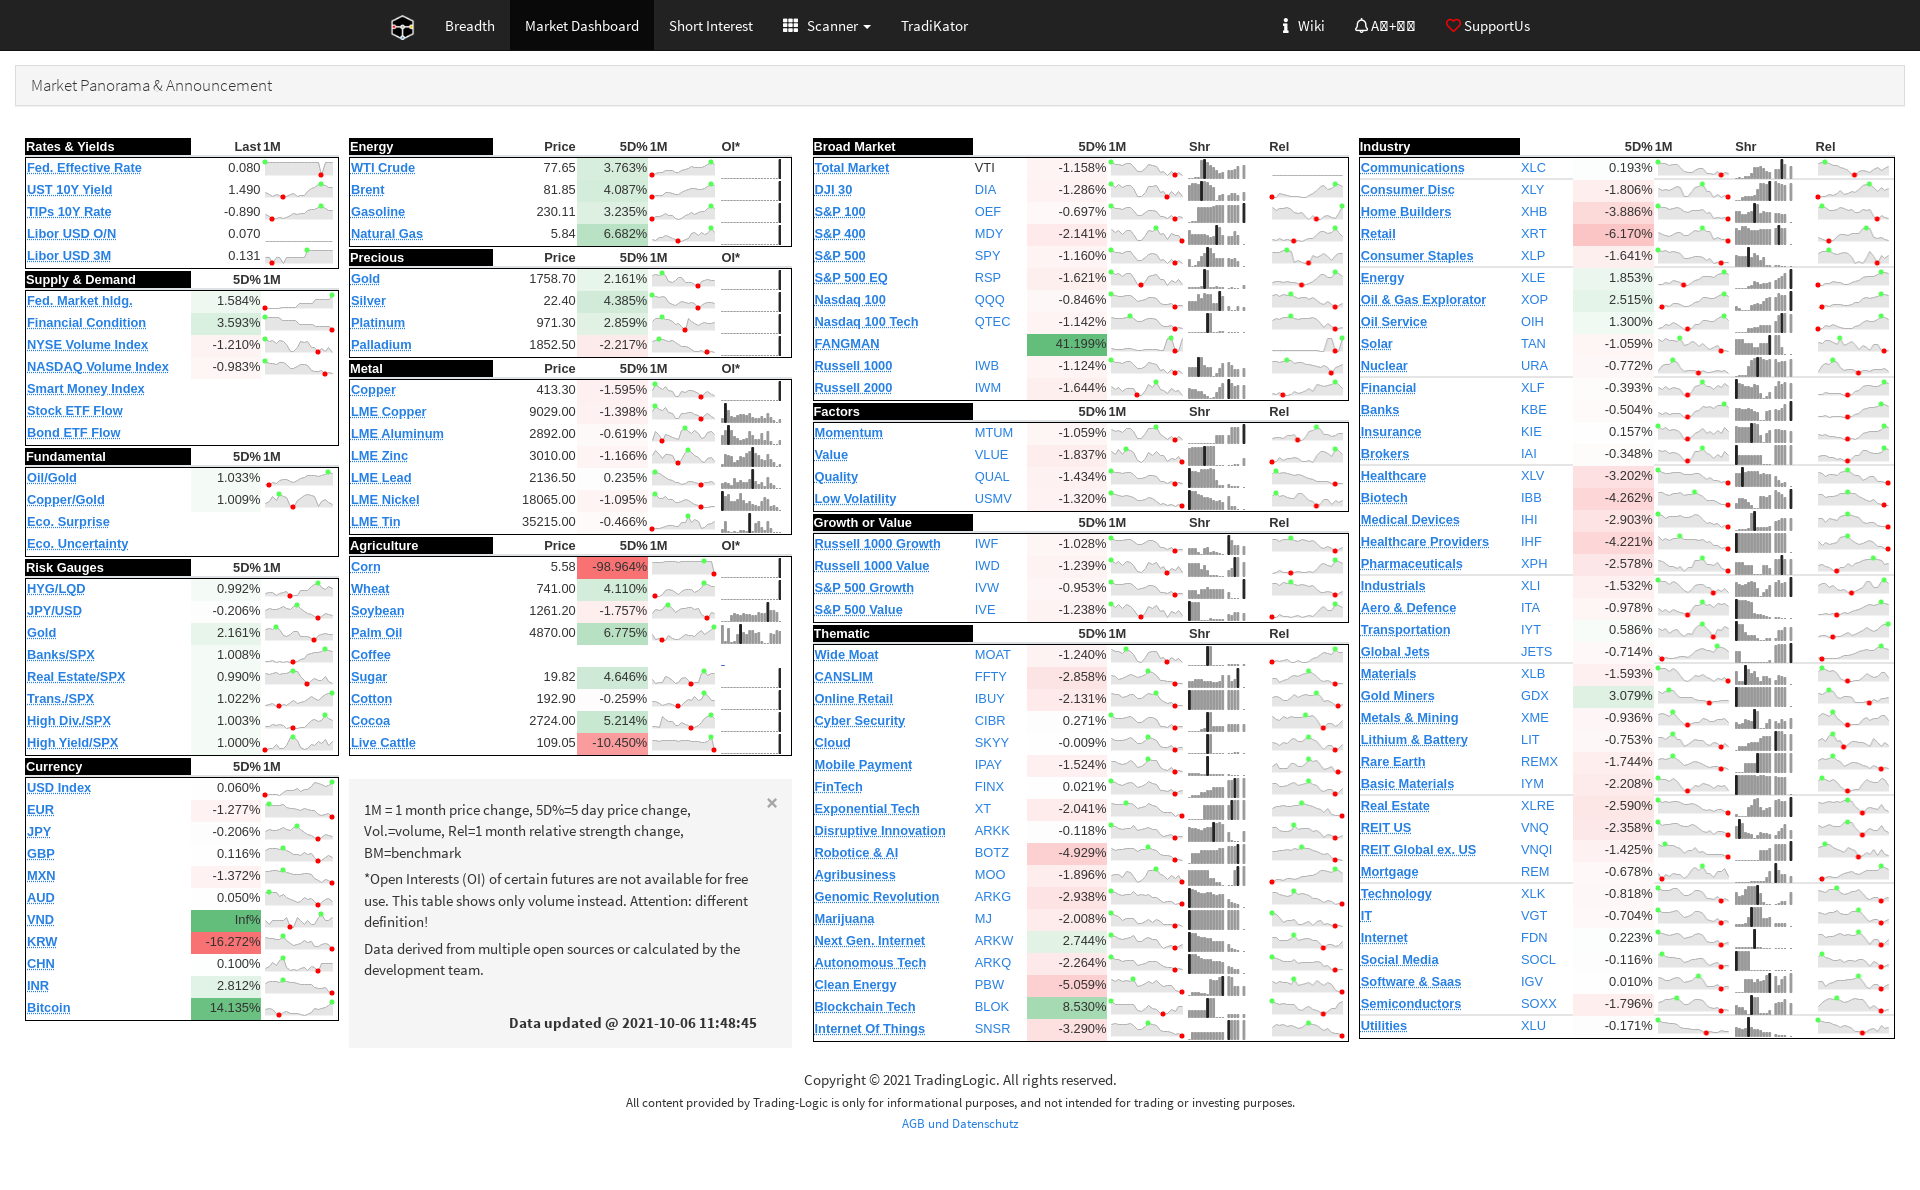 Breadth
Market Dashboard
Short Interest
Scanner
TradiKator
Wiki
SupportUs
Market Panorama & Announcement
Rates & Yields Last 1M
Fed. Effective Rate 0.080
UST 10Y Yield 1.490
TIPs 10Y Rate -0.890
Libor USD O/N 0.070
Libor USD 3M 0.131
Supply & Demand 5D% 1M
Fed. Market hldg. 1.584%
Financial Condition 3.593%
NYSE Volume Index -1.210%
NASDAQ Volume Index -0.983%
Smart Money Index
Stock ETF Flow
Bond ETF Flow
Fundamental 5D% 1M
Oil/Gold 1.033%
Copper/Gold 1.009%
Eco. Surprise
Eco. Uncertainty
Risk Gauges 5D% 1M
HYG/LQD 0.992%
JPY/USD -0.206%
Gold 2.161%
Banks/SPX 1.008%
Real Estate/SPX 0.990%
Trans./SPX 1.022%
High Div./SPX 1.003%
High Yield/SPX 1.000%
Currency 5D% 1M
USD Index 0.060%
EUR -1.277%
JPY -0.206%
GBP 0.116%
MXN -1.372%
AUD 0.050%
VND Inf%
KRW -16.272%
CHN 0.100%
INR 2.812%
Bitcoin 14.135%
Energy Price 5D% 1M OI*
WTI Crude 77.65 3.763%
Brent 81.85 4.087%
Gasoline 230.11 3.235%
Natural Gas 5.84 6.682%
Precious Price 5D% 1M OI*
Gold 1758.70 2.161%
Silver 22.40 4.385%
Platinum 971.30 2.859%
Palladium 1852.50 -2.217%
Metal Price 5D% 1M OI*
Copper 413.30 -1.595%
LME Copper 9029.00 -1.398%
LME Aluminum 2892.00 -0.619%
LME Zinc 3010.00 -1.166%
LME Lead 2136.50 0.235%
LME Nickel 18065.00 -1.095%
LME Tin 35215.00 -0.466%
Agriculture Price 5D% 1M OI*
Corn 5.58 -98.964%
Wheat 741.00 4.110%
Soybean 1261.20 -1.757%
Palm Oil 4870.00 6.775%
Coffee
Sugar 19.82 4.646%
Cotton 192.90 -0.259%
Cocoa 2724.00 5.214%
Live Cattle 109.05 -10.450%
×
1M = 1 month price change, 5D%=5 day price change,
Vol.=volume, Rel=1 month relative strength change,
BM=benchmark
*Open Interests (OI) of certain futures are not available for free
use. This table shows only volume instead. Attention: different
definition!
Data derived from multiple open sources or calculated by the
development team.
Data updated @ 2021-10-06 11:48:45
Broad Market 5D% 1M Shr Rel
Total Market VTI -1.158%
DJI 30 DIA -1.286%
S&P 100 OEF -0.697%
S&P 400 MDY -2.141%
S&P 500 SPY -1.160%
S&P 500 EQ RSP -1.621%
Nasdaq 100 QQQ -0.846%
Nasdaq 100 Tech QTEC -1.142%
FANGMAN 41.199%
Russell 1000 IWB -1.124%
Russell 2000 IWM -1.644%
Factors 5D% 1M Shr Rel
Momentum MTUM -1.059%
Value VLUE -1.837%
Quality QUAL -1.434%
Low Volatility USMV -1.320%
Growth or Value 5D% 1M Shr Rel
Russell 1000 Growth IWF -1.028%
Russell 1000 Value IWD -1.239%
S&P 500 Growth IVW -0.953%
S&P 500 Value IVE -1.238%
Thematic 5D% 1M Shr Rel
Wide Moat MOAT -1.240%
CANSLIM FFTY -2.858%
Online Retail IBUY -2.131%
Cyber Security CIBR 0.271%
Cloud SKYY -0.009%
Mobile Payment IPAY -1.524%
FinTech FINX 0.021%
Exponential Tech XT -2.041%
Disruptive Innovation ARKK -0.118%
Robotice & AI BOTZ -4.929%
Agribusiness MOO -1.896%
Genomic Revolution ARKG -2.938%
Marijuana MJ -2.008%
Next Gen. Internet ARKW 2.744%
Autonomous Tech ARKQ -2.264%
Clean Energy PBW -5.059%
Blockchain Tech BLOK 8.530%
Internet Of Things SNSR -3.290%
Industry 5D% 1M Shr Rel
Communications XLC 0.193%
Consumer Disc XLY -1.806%
Home Builders XHB -3.886%
Retail XRT -6.170%
Consumer Staples XLP -1.641%
Energy XLE 1.853%
Oil & Gas Explorator XOP 2.515%
Oil Service OIH 1.300%
Solar TAN -1.059%
Nuclear URA -0.772%
Financial XLF -0.393%
Banks KBE -0.504%
Insurance KIE 0.157%
Brokers IAI -0.348%
Healthcare XLV -3.202%
Biotech IBB -4.262%
Medical Devices IHI -2.903%
Healthcare Providers IHF -4.221%
Pharmaceuticals XPH -2.578%
Industrials XLI -1.532%
Aero & Defence ITA -0.978%
Transportation IYT 0.586%
Global Jets JETS -0.714%
Materials XLB -1.593%
Gold Miners GDX 3.079%
Metals & Mining XME -0.936%
Lithium & Battery LIT -0.753%
Rare Earth REMX -1.744%
Basic Materials IYM -2.208%
Real Estate XLRE -2.590%
REIT US VNQ -2.358%
REIT Global ex. US VNQI -1.425%
Mortgage REM -0.678%
Technology XLK -0.818%
IT VGT -0.704%
Internet FDN 0.223%
Social Media SOCL -0.116%
Software & Saas IGV 0.010%
Semiconductors SOXX -1.796%
Utilities XLU -0.171%
Copyright © 2021 TradingLogic. All rights reserved.
All content provided by Trading-Logic is only for informational purposes, and not intended for trading or investing purposes.
AGB und Datenschutz